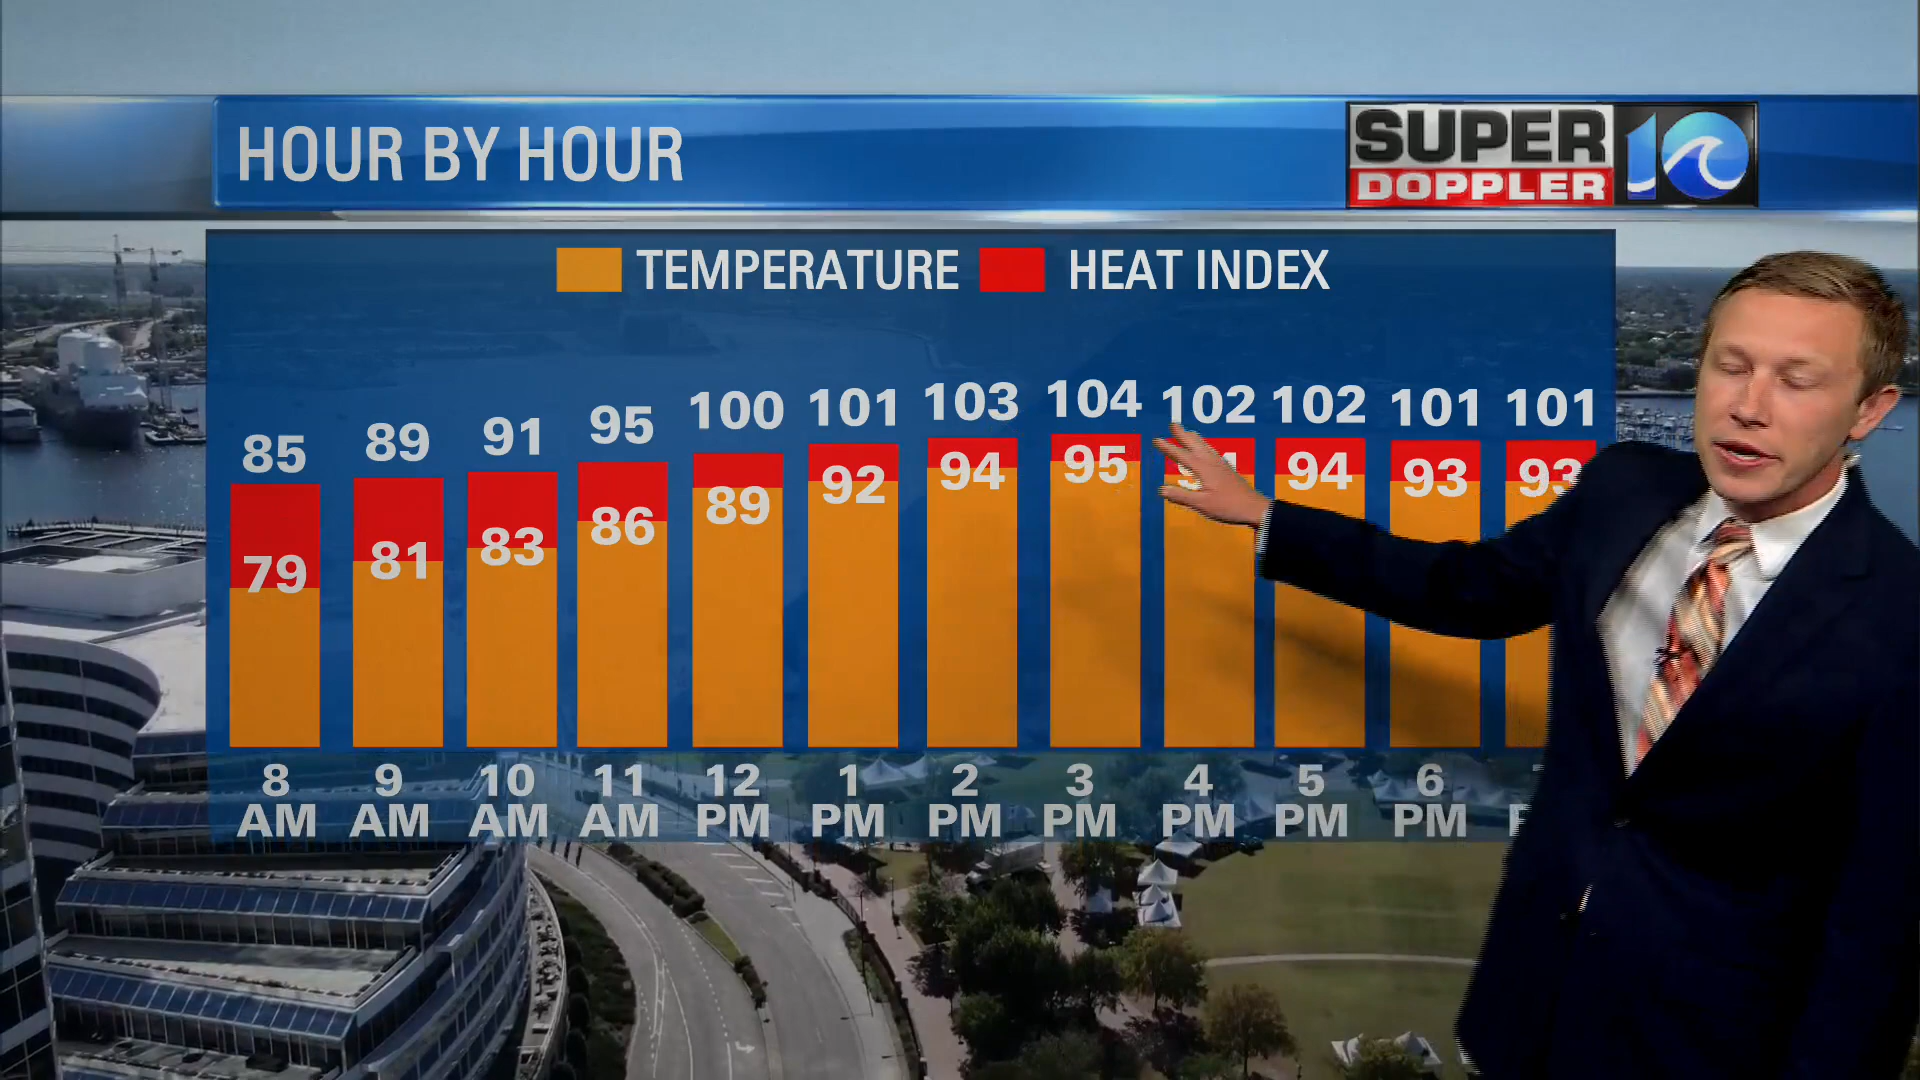 HOUR BY HOUR
SUPER
DOPPLER
10
TEMPERATURE HEAT INDEX
85 89 91 95 100 101 103 104 102 102 101 101
79 81 83 86 89 92 94 95 94 93 93
8 9 10 11 12 1 2 3 4 5 6
AM AM AM AM PM PM PM PM PM PM PM